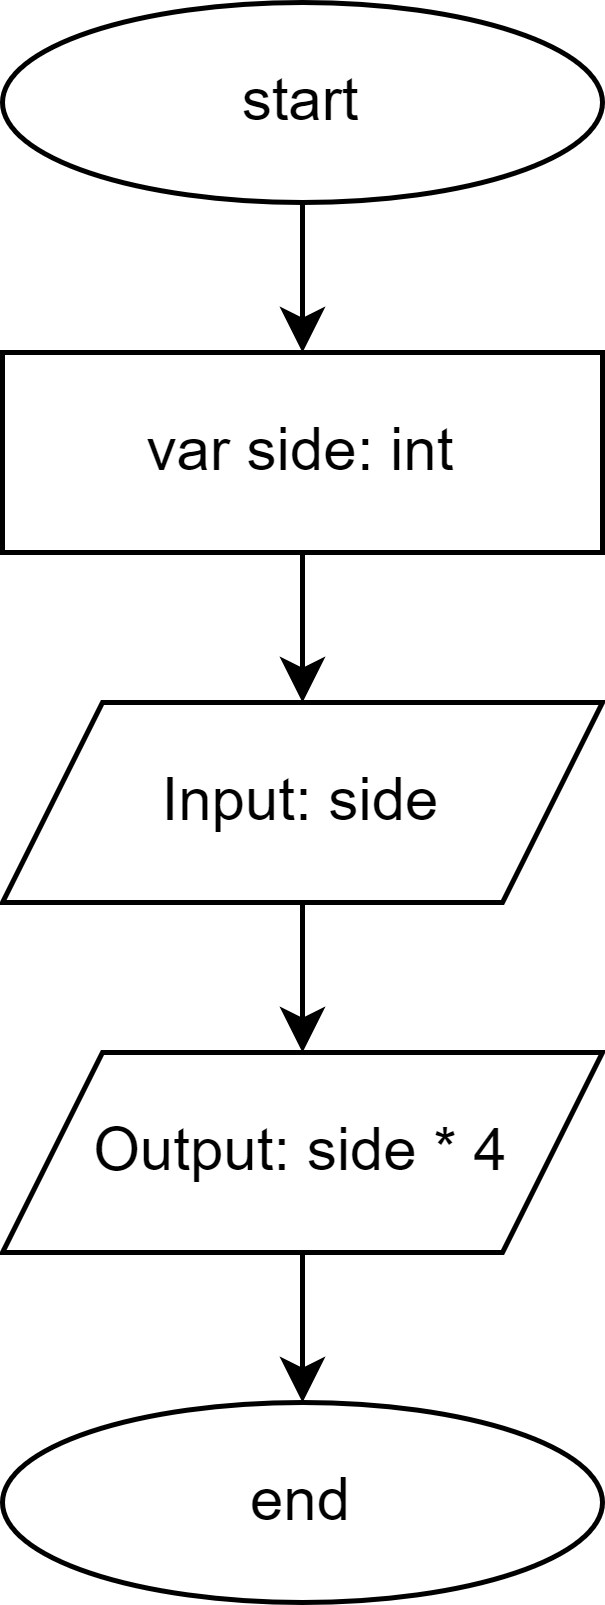 start
var side: int
Input: side
Output: side * 4
end